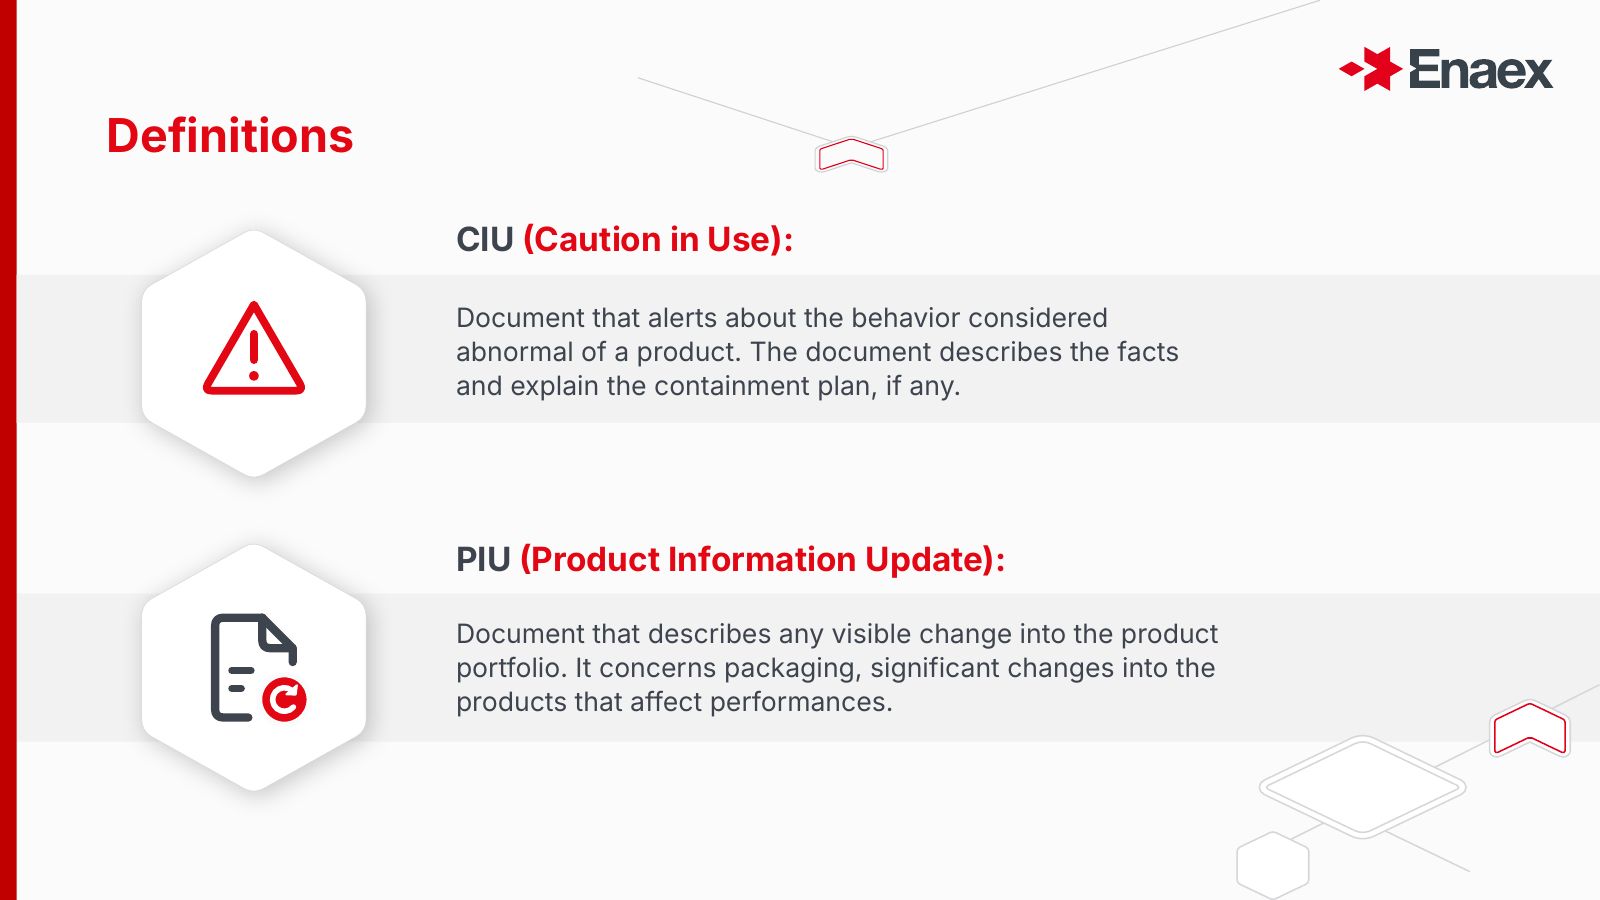 Enaex
Definitions
CIU (Caution in Use):
Document that alerts about the behavior considered
abnormal of a product. The document describes the facts
and explain the containment plan, if any.
PIU (Product Information Update):
Document that describes any visible change into the product
portfolio. It concerns packaging, significant changes into the
products that affect performances.